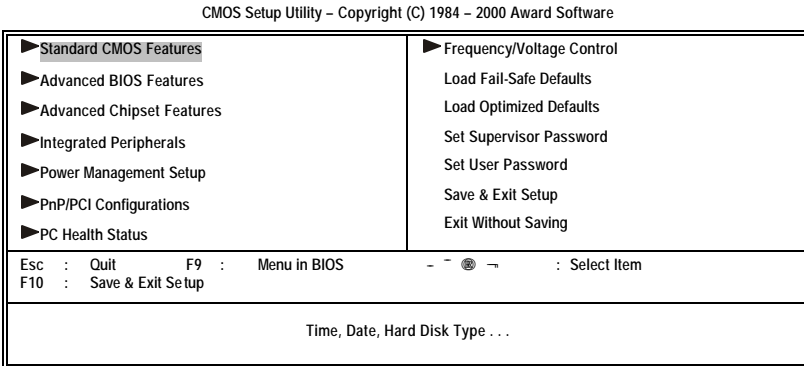 CMOS Setup Utility – Copyright (C) 1984 – 2000 Award Software
Standard CMOS Features
Advanced BIOS Features
Advanced Chipset Features
Integrated Peripherals
Power Management Setup
PnP/PCI Configurations
PC Health Status
Frequency/Voltage Control
Load Fail-Safe Defaults
Load Optimized Defaults
Set Supervisor Password
Set User Password
Save & Exit Setup
Exit Without Saving
Esc : Quit F9 : Menu in BIOS : Select Item
F10 : Save & Exit Setup
Time, Date, Hard Disk Type . . .